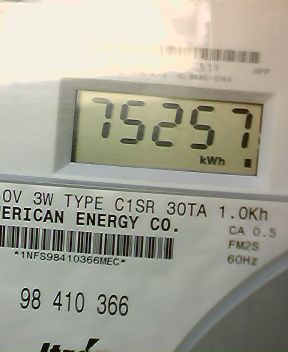 75257
kWh
0V 3W TYPE C1SR 30TA 1.0Kh
ERICAN ENERGY CO.
CA 0.5
FM2S
60Hz
*1NFS98410366MEC*
98 410 366